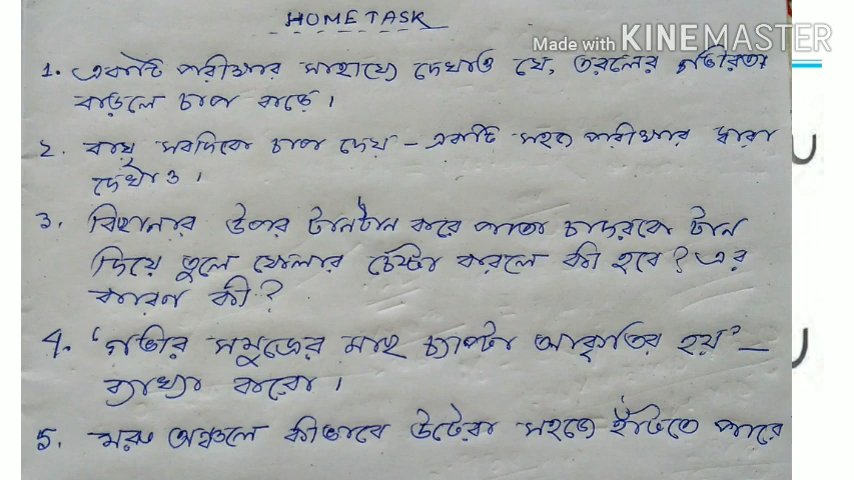 HOME TASK
Made with KINEMASTER
1. একটি পরীক্ষার সাহায্যে দেখাও যে, তরলের গভীরতা
বাড়লে চাপ বাড়ে।
2. বায়ু সবদিকে চাপ দেয় - একটি সহজ পরীক্ষার দ্বারা
দেখাও।
3. বিছানার উপর টানটান করে পাতা চাদরকে টান
দিয়ে তুলে ফেলার চেষ্টা করলে কী হবে? এর
কারণ কী?
4. 'গভীর সমুদ্রের মাছ চ্যাপ্টা আকৃতির হয়' —
ব্যাখ্যা করো।
5. মরু অঞ্চলে কীভাবে উটেরা সহজে হাঁটতে পারে